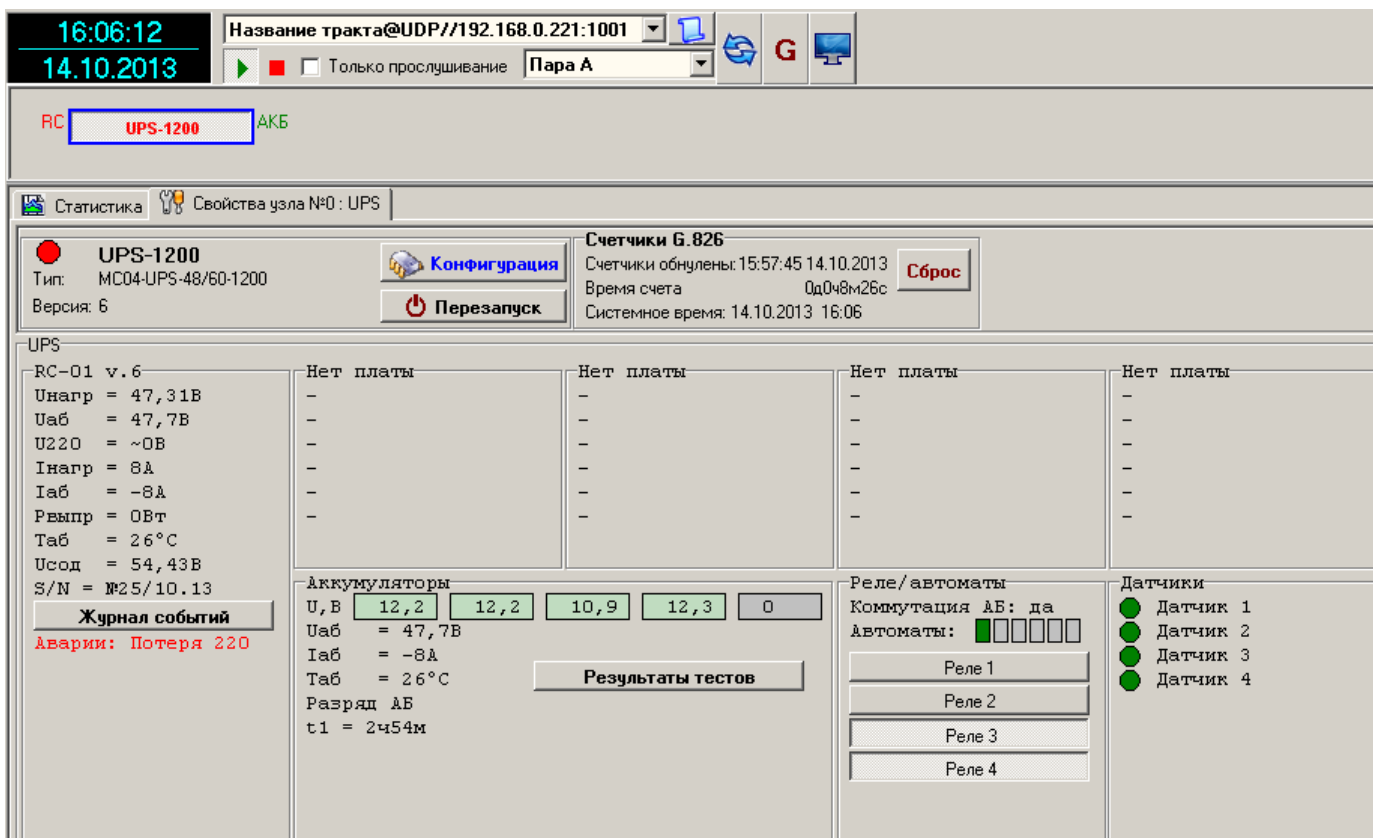 16:06:12
14.10.2013
Название тракта@UDP//192.168.0.221:1001
Только прослушивание
Пара A
G
RC
UPS-1200
АКБ
Статистика
Свойства узла №0 : UPS
UPS-1200
Тип: MC04-UPS-48/60-1200
Версия: 6
Конфигурация
Перезапуск
Счетчики G.826
Счетчики обнулены: 15:57:45 14.10.2013
Время счета 0д0ч8м26с
Системное время: 14.10.2013 16:06
Сброс
UPS
RC-01 v.6
Uнагр = 47,31В
Uаб = 47,7В
U220 = ~0В
Iнагр = 8А
Iаб = -8А
Pвыпр = 0Вт
Tаб = 26°C
Uсод = 54,43В
S/N = №25/10.13
Журнал событий
Аварии: Потеря 220
Нет платы
-
-
-
-
-
-
Нет платы
-
-
-
-
-
-
Нет платы
-
-
-
-
-
-
Нет платы
-
-
-
-
-
-
Аккумуляторы
U,В 12,2 12,2 10,9 12,3 0
Uаб = 47,7В
Iаб = -8А
Tаб = 26°C
Разряд АБ
t1 = 2ч54м
Результаты тестов
Реле/автоматы
Коммутация АБ: да
Автоматы:
Реле 1
Реле 2
Реле 3
Реле 4
Датчики
Датчик 1
Датчик 2
Датчик 3
Датчик 4